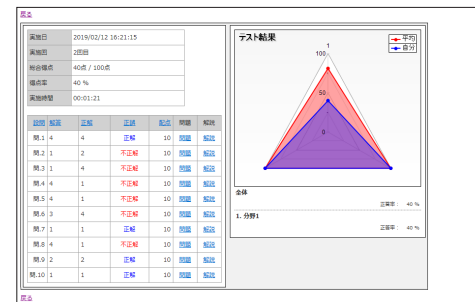 戻る
実施日 2019/02/12 16:21:15
実施回 2回目
総合得点 40点 / 100点
得点率 40 %
実施時間 00:01:21
設問 解答 正解 正誤 配点 問題 解説
問.1 4 4 正解 10 問題 解説
問.2 1 2 不正解 10 問題 解説
問.3 1 4 不正解 10 問題 解説
問.4 4 1 不正解 10 問題 解説
問.5 4 1 不正解 10 問題 解説
問.6 3 4 不正解 10 問題 解説
問.7 1 1 正解 10 問題 解説
問.8 4 1 不正解 10 問題 解説
問.9 2 2 正解 10 問題 解説
問.10 1 1 正解 10 問題 解説
テスト結果
平均
自分
1
100
50
0
全体
正答率: 40 %
1. 分野1
正答率: 40 %
戻る